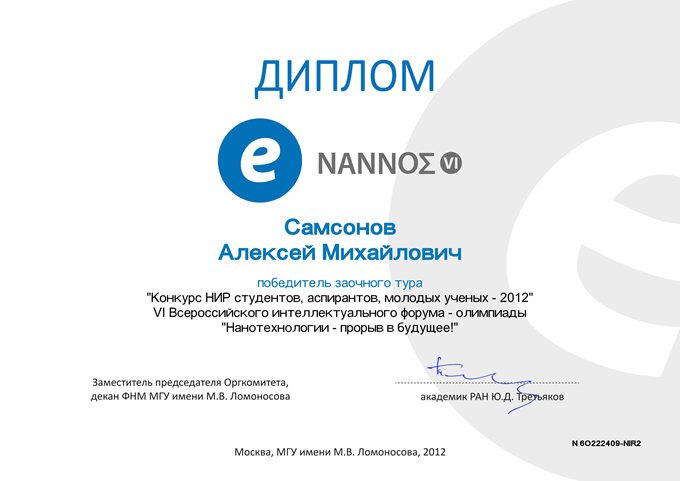 ДИПЛОМ
e NANNOΣ VI
Самсонов
Алексей Михайлович
победитель заочного тура
"Конкурс НИР студентов, аспирантов, молодых ученых - 2012"
VI Всероссийского интеллектуального форума - олимпиады
"Нанотехнологии - прорыв в будущее!"
Заместитель председателя Оргкомитета,
декан ФНМ МГУ имени М.В. Ломоносова
академик РАН Ю.Д. Третьяков
N 6O222409-NIR2
Москва, МГУ имени М.В. Ломоносова, 2012